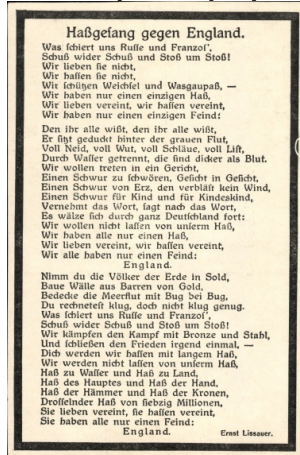 Haßgesang gegen England.
Was schiert uns Russe und Franzos',
Schuß wider Schuß und Stoß um Stoß!
Wir lieben sie nicht,
Wir hassen sie nicht,
Wir schützen Weichsel und Wasgaupaß, —
Wir haben nur einen einzigen Haß,
Wir lieben vereint, wir hassen vereint,
Wir haben nur einen einzigen Feind:
Den ihr alle wißt, den ihr alle wißt,
Er sitzt geduckt hinter der grauen Flut,
Voll Neid, voll Wut, voll Schläue, voll List,
Durch Wasser getrennt, die sind dicker als Blut.
Wir wollen treten in ein Gericht,
Einen Schwur zu schwören, Gesicht in Gesicht,
Einen Schwur von Erz, den verbläst kein Wind,
Einen Schwur für Kind und für Kindeskind,
Vernehmt das Wort, sagt nach das Wort,
Es wälze sich durch ganz Deutschland fort:
Wir wollen nicht lassen von unserm Haß,
Wir haben alle nur einen Haß,
Wir lieben vereint, wir hassen vereint,
Wir alle haben nur einen Feind:
England.
Nimm du die Völker der Erde in Sold,
Baue Wälle aus Barren von Gold,
Bedecke die Meerflut mit Bug bei Bug,
Du rechnetest klug, doch nicht klug genug.
Was schiert uns Russe und Franzos',
Schuß wider Schuß und Stoß um Stoß!
Wir kämpfen den Kampf mit Bronze und Stahl,
Und schließen den Frieden irgend einmal, —
Dich werden wir hassen mit langem Haß,
Wir werden nicht lassen von unserm Haß,
Haß zu Wasser und Haß zu Land,
Haß des Hauptes und Haß der Hand,
Haß der Hämmer und Haß der Kronen,
Drosselnder Haß von siebzig Millionen,
Sie lieben vereint, sie hassen vereint,
Sie haben alle nur einen Feind:
England.
Ernst Lissauer.